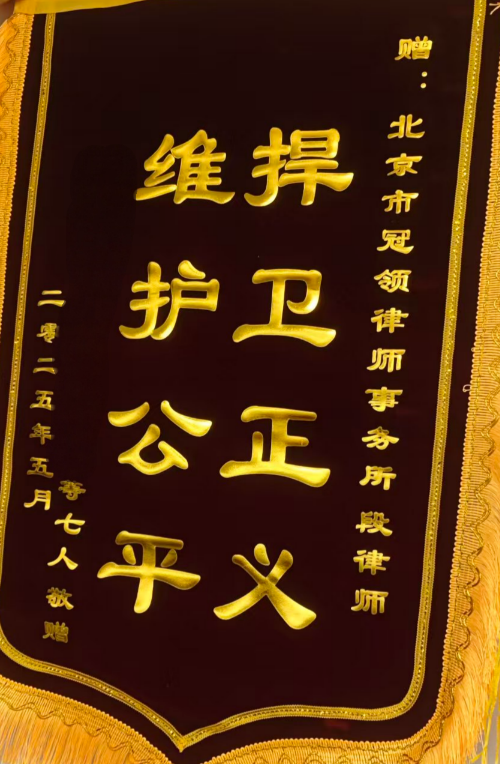 赠：北京市冠领律师事务所段律师
捍卫正义
维护公平
等七人敬赠
二零二五年五月